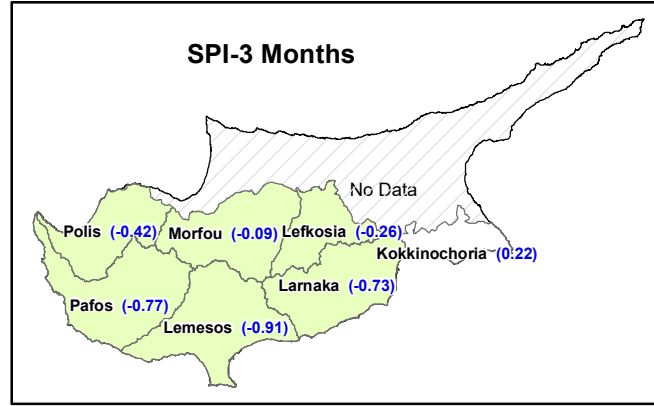 SPI-3 Months
No Data
Polis (-0.42)
Morfou (-0.09)
Lefkosia (-0.26)
Kokkinochoria (0.22)
Larnaka (-0.73)
Pafos (-0.77)
Lemesos (-0.91)